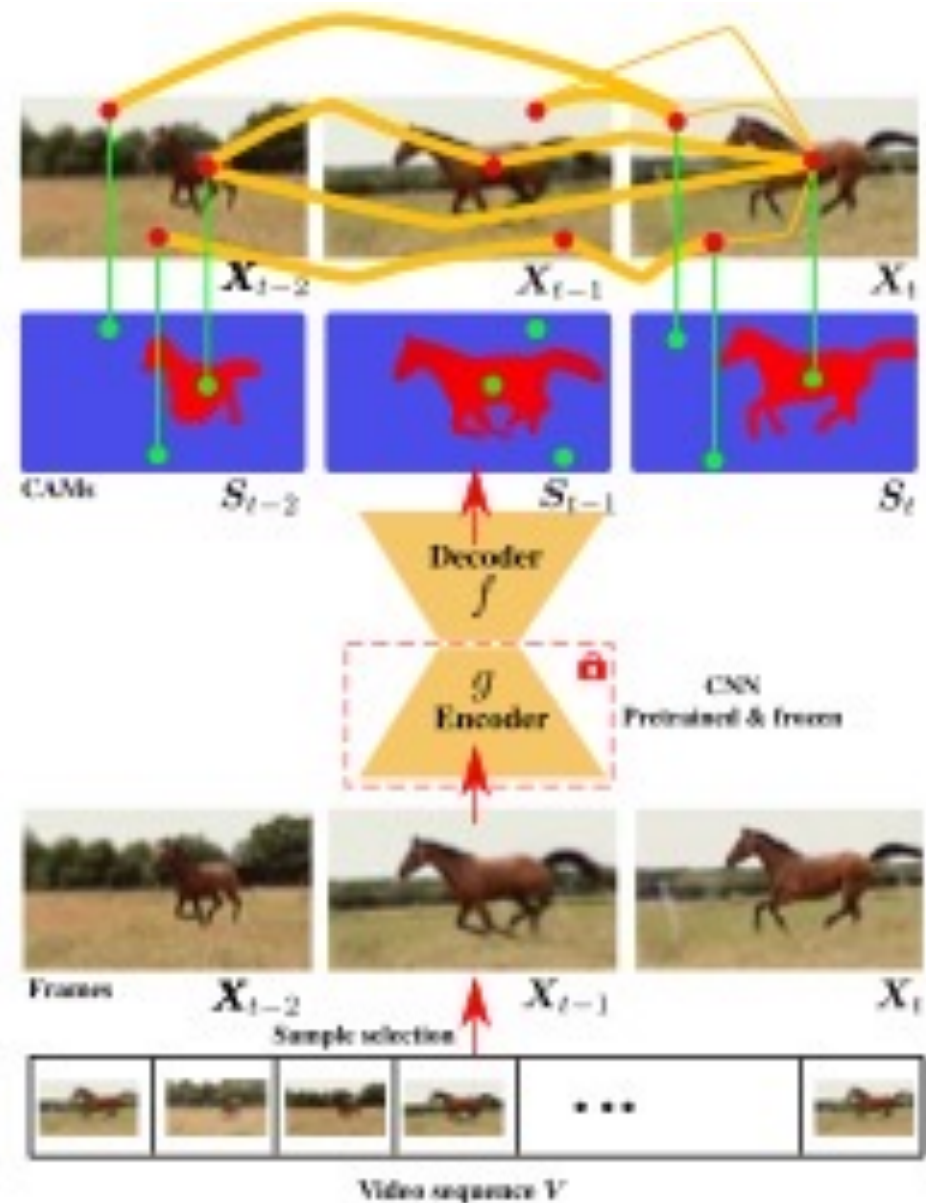 X_{t-2} X_{t-1} X_t
CAMs S_{t-2} S_{t-1} S_t
Decoder
f
g
Encoder
CNN
Pretrained & frozen
Frames X_{t-2} X_{t-1} X_t
Sample selection
...
Video sequence V